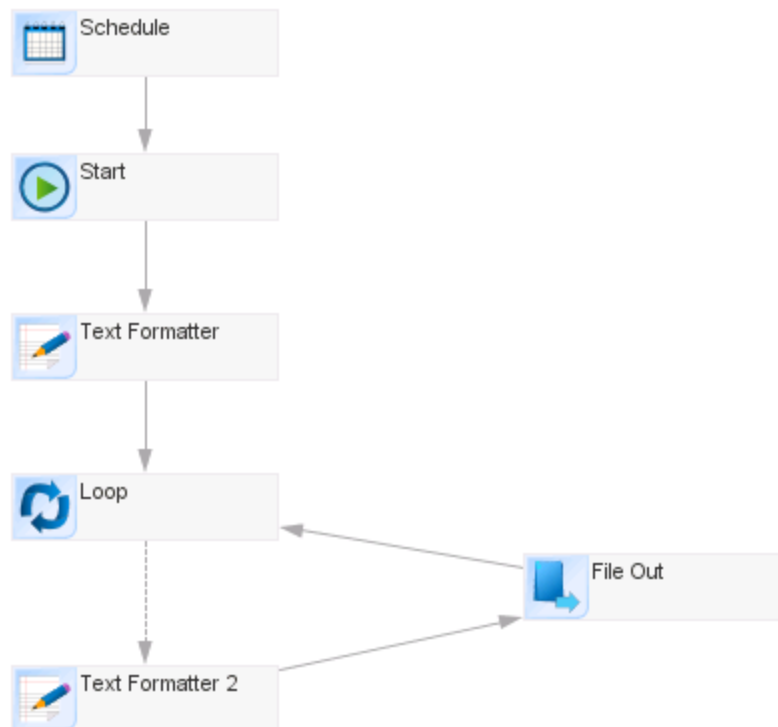 Schedule
Start
Text Formatter
Loop
File Out
Text Formatter 2